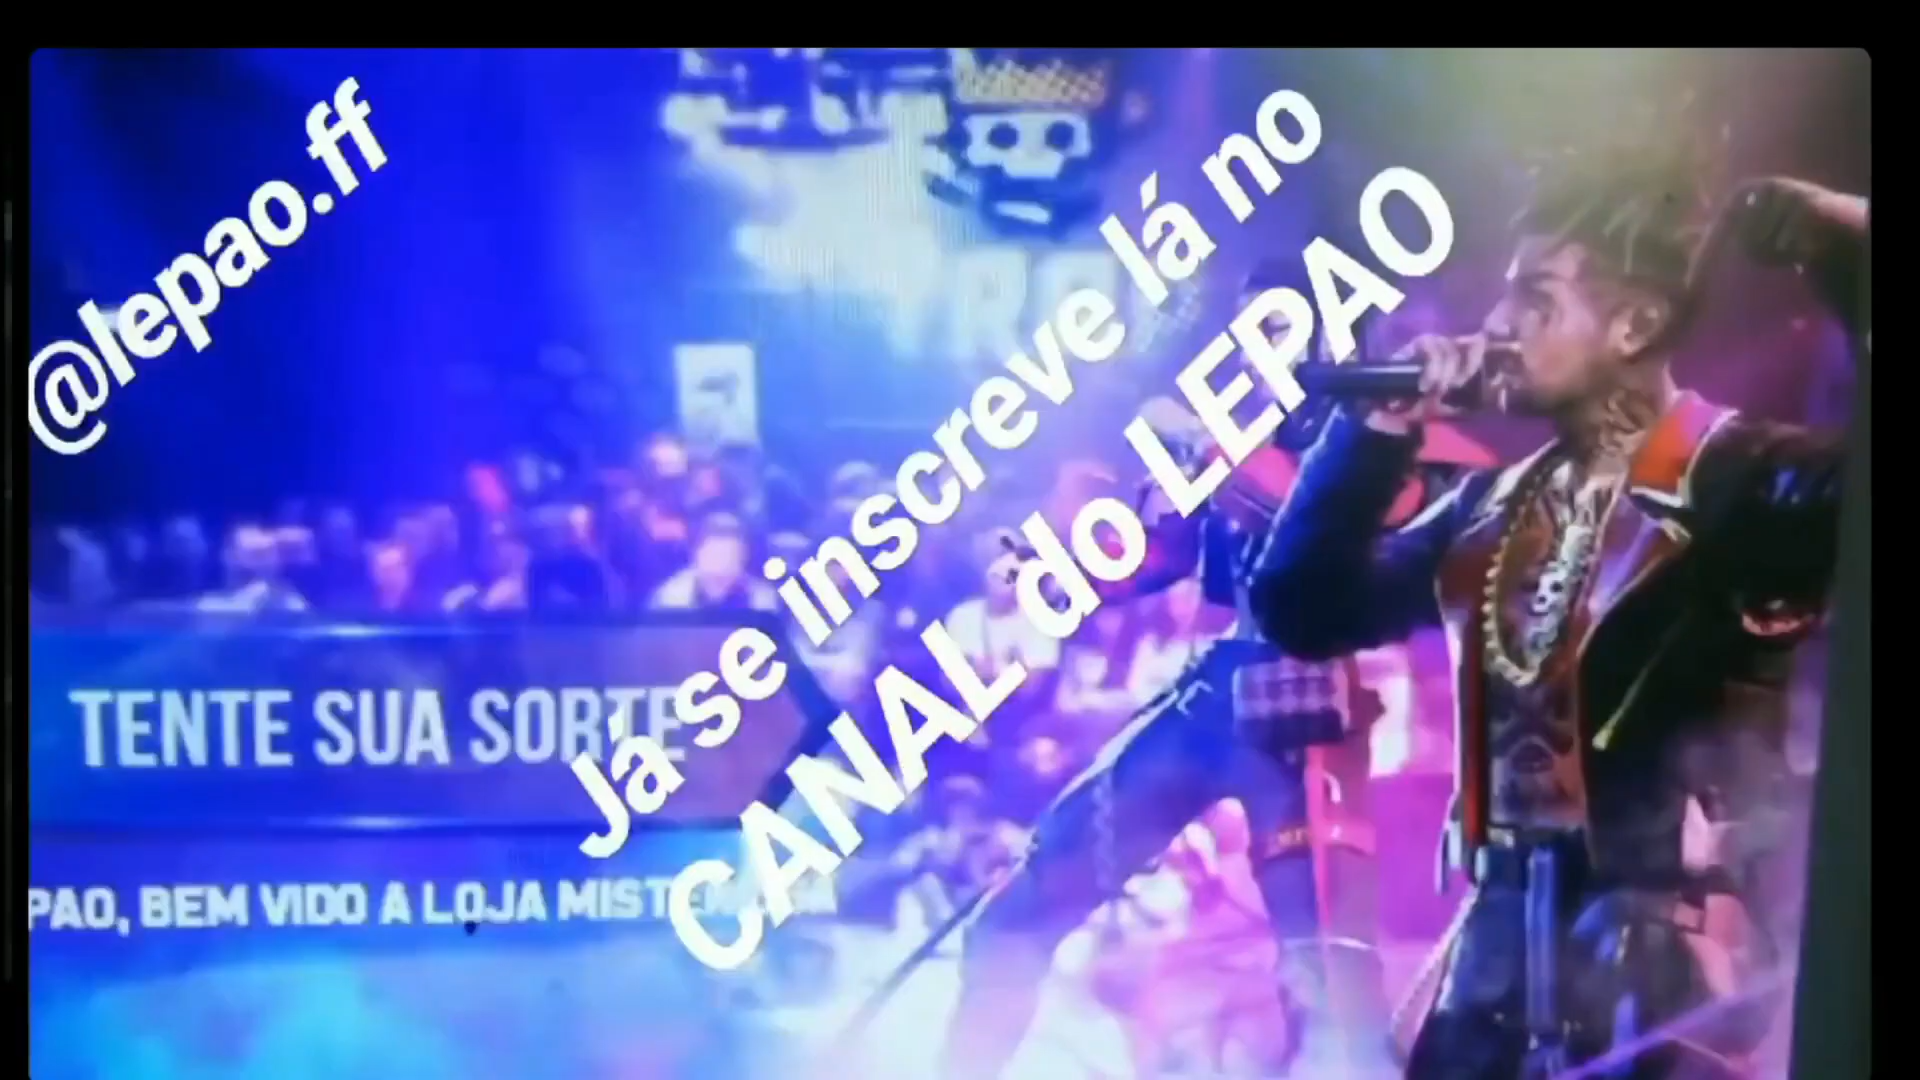 @lepao.ff
Já se inscreve lá no
CANAL do LEPAO
TENTE SUA SORTE
PAO, BEM VIDO A LOJA